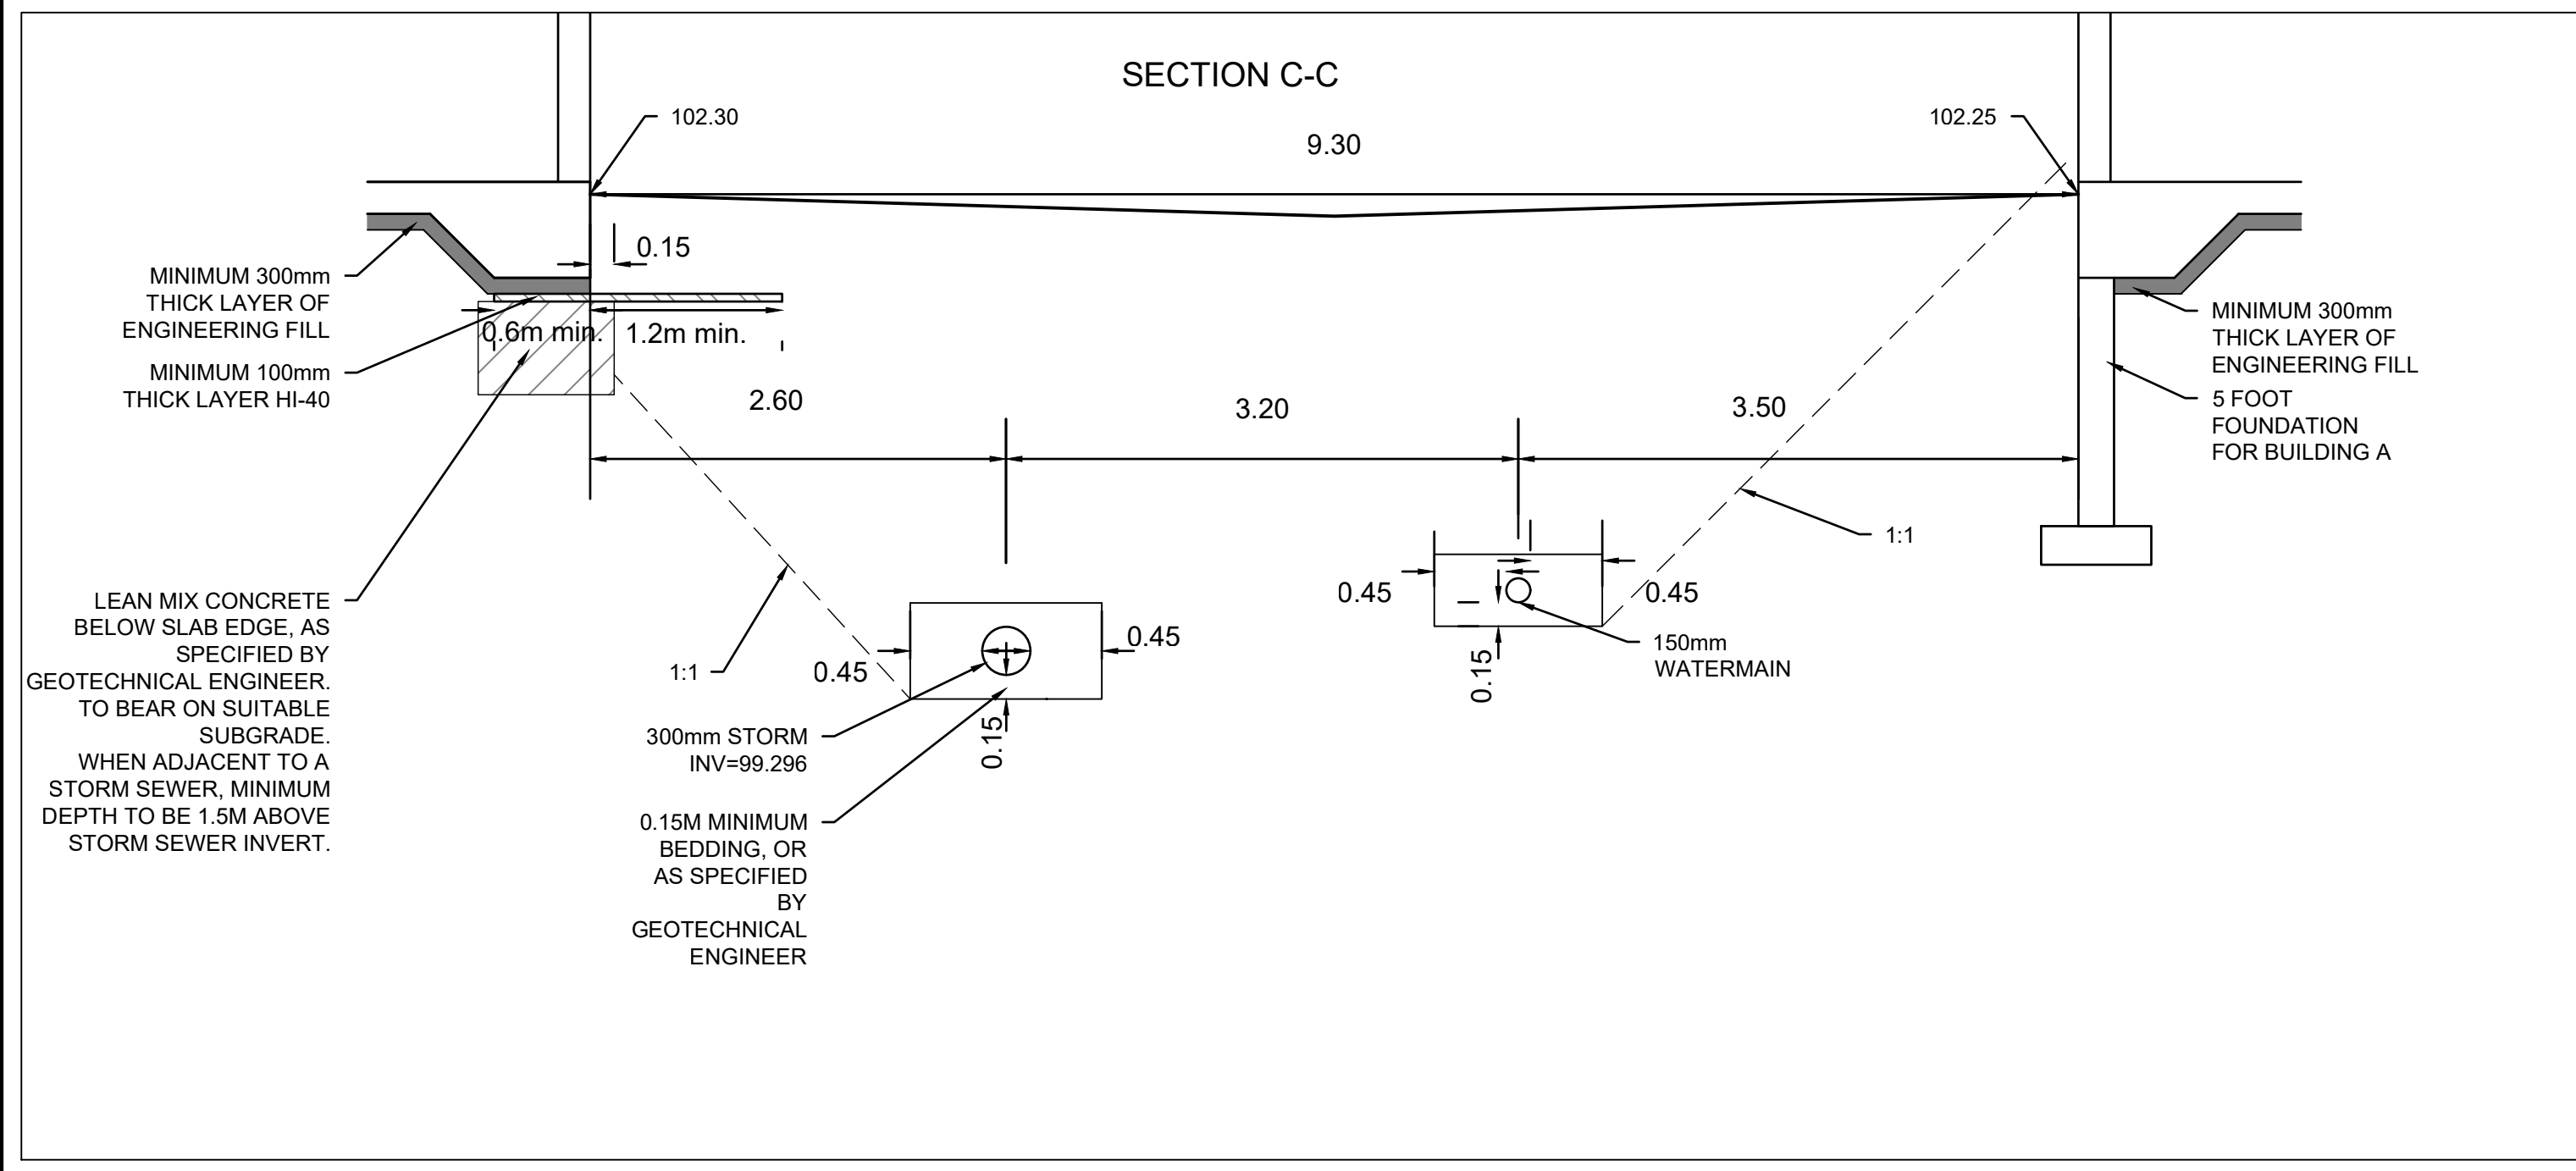 SECTION C-C
102.30
102.25
9.30
0.15
MINIMUM 300mm
THICK LAYER OF
ENGINEERING FILL
MINIMUM 100mm
THICK LAYER HI-40
0.6m min.
1.2m min.
MINIMUM 300mm
THICK LAYER OF
ENGINEERING FILL
5 FOOT
FOUNDATION
FOR BUILDING A
2.60
3.20
3.50
1:1
LEAN MIX CONCRETE
BELOW SLAB EDGE, AS
SPECIFIED BY
GEOTECHNICAL ENGINEER.
TO BEAR ON SUITABLE
SUBGRADE.
WHEN ADJACENT TO A
STORM SEWER, MINIMUM
DEPTH TO BE 1.5M ABOVE
STORM SEWER INVERT.
1:1
0.45
0.45
0.15
300mm STORM
INV=99.296
0.15M MINIMUM
BEDDING, OR
AS SPECIFIED
BY
GEOTECHNICAL
ENGINEER
0.45
0.45
0.15
150mm
WATERMAIN